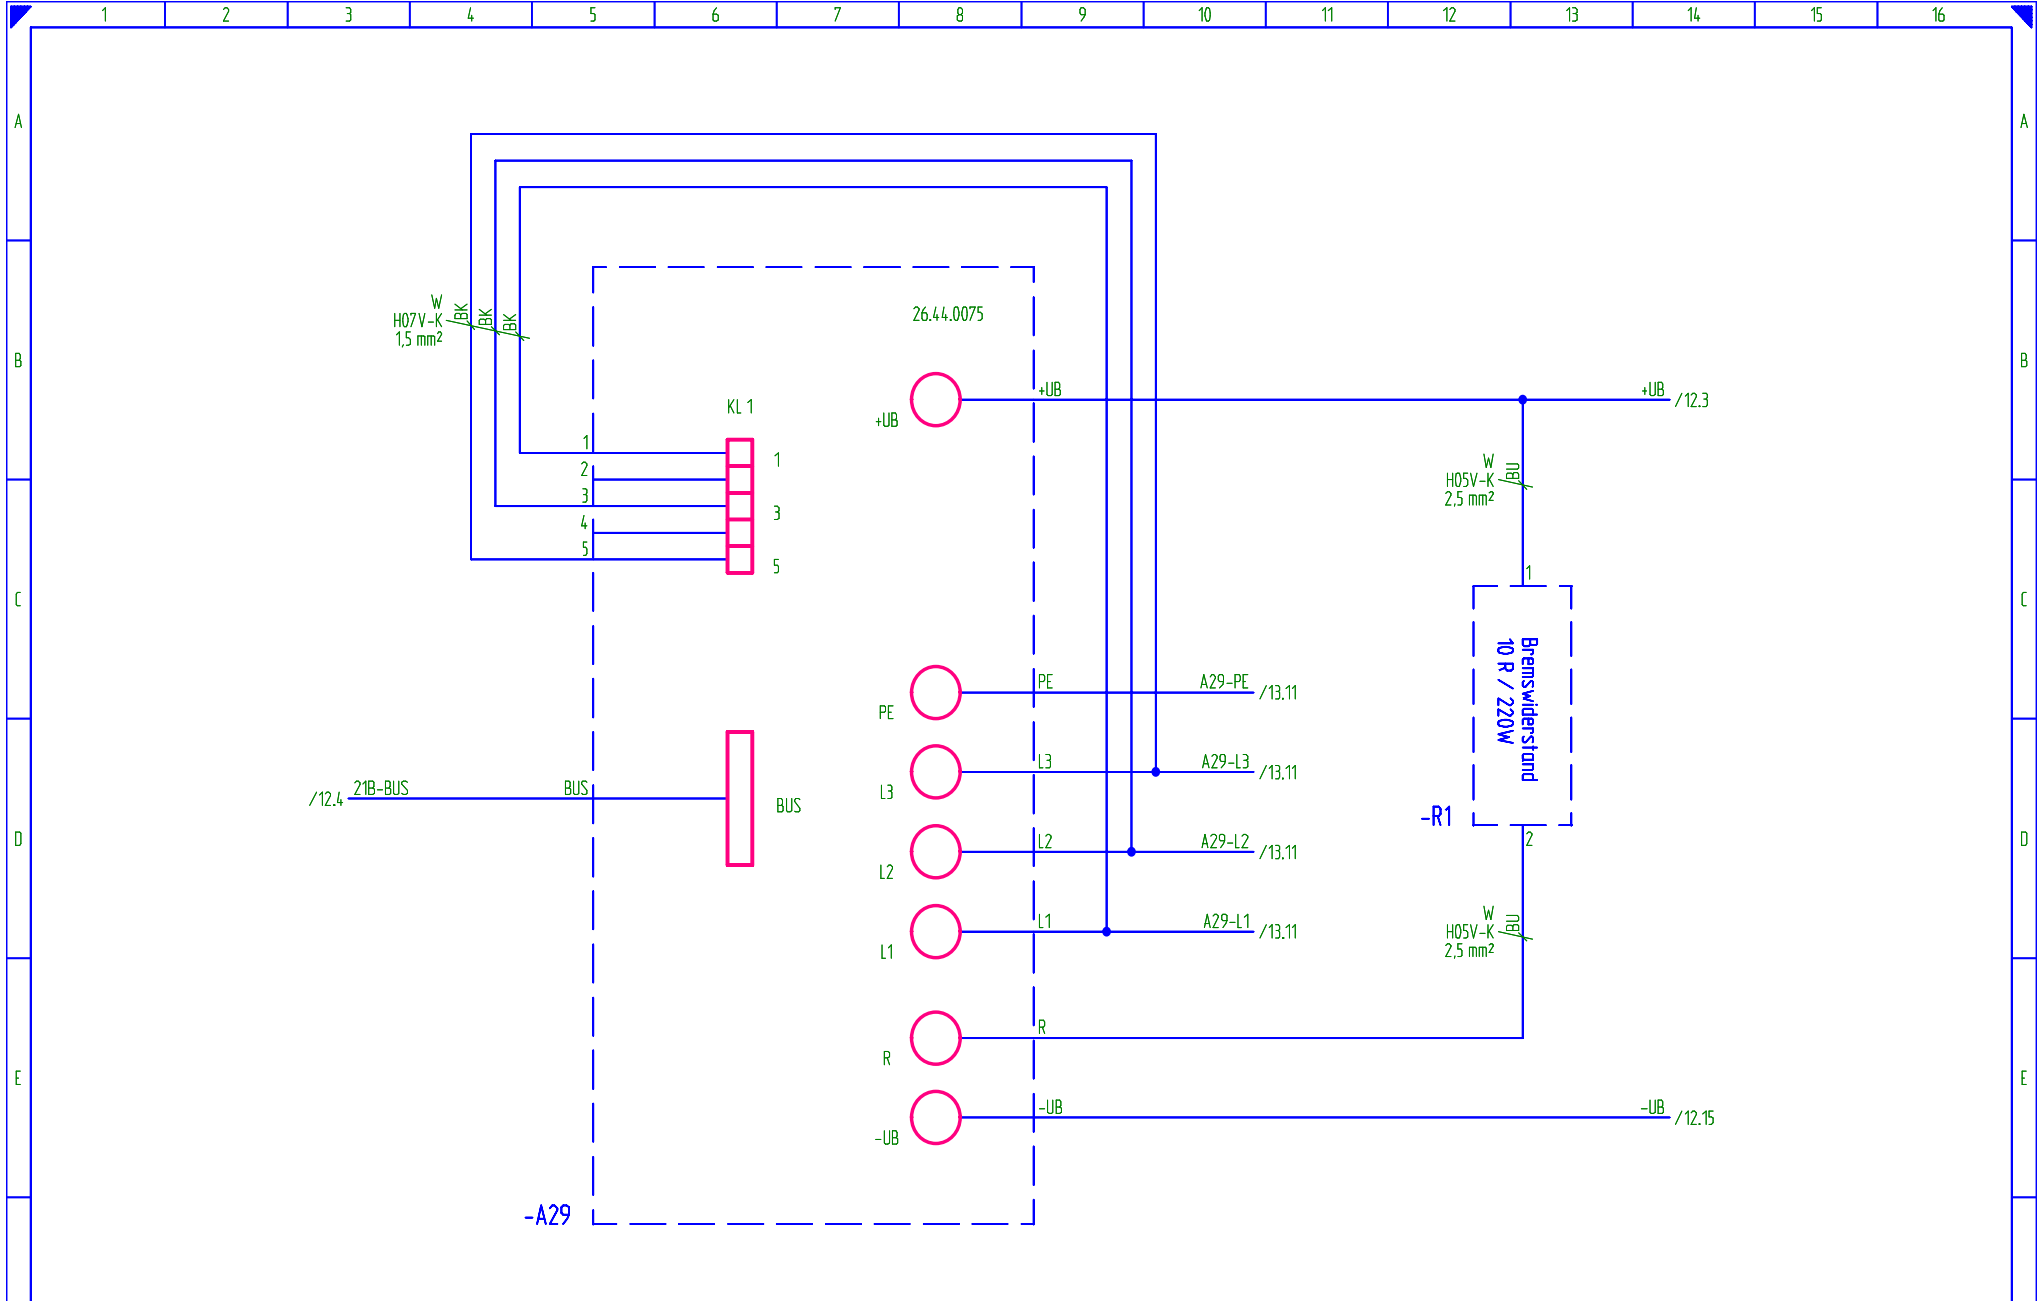 1 2 3 4 5 6 7 8 9 10 11 12 13 14 15 16
A A
W
H07V-K
1,5 mm²
BK
BK
BK
26.44.0075
B B
+UB
+UB
+UB /12.3
KL 1
1
2
3
4
5
1
3
5
W
H05V-K
2,5 mm²
BU
1
C C
Bremswiderstand
10 R / 220W
PE
PE
A29-PE /13.11
L3
L3
A29-L3 /13.11
/12.4 21B-BUS
BUS
BUS
-R1
2
D D
L2
L2
A29-L2 /13.11
L1
L1
A29-L1 /13.11
W
H05V-K
2,5 mm²
BU
R
R
E E
-UB
-UB
-UB /12.15
-A29